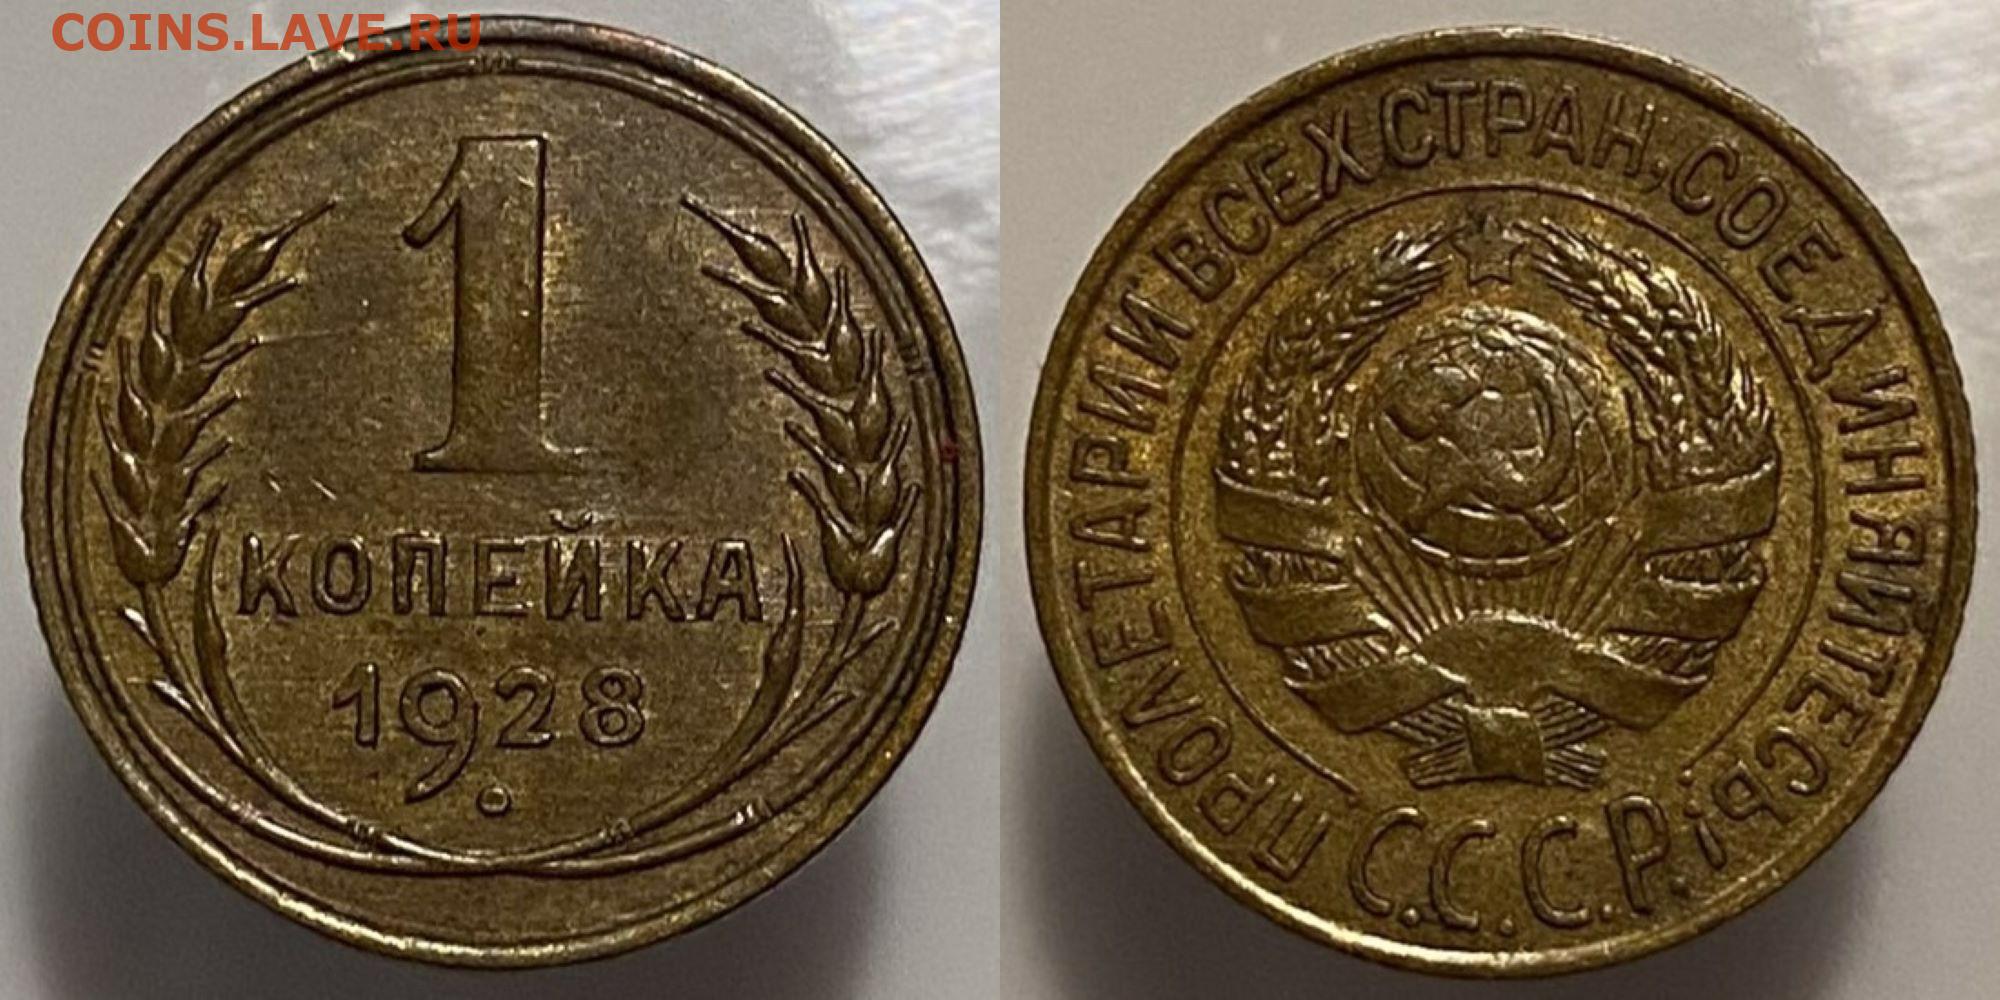 COINS.LAVE.RU
1
КОПЕЙКА
1928
ПРОЛЕТАРИИ ВСЕХ СТРАН, СОЕДИНЯЙТЕСЬ!
С.С.С.Р.